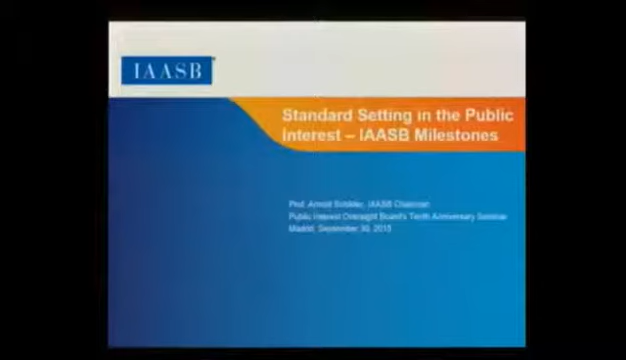 IAASB
Standard Setting in the Public
Interest – IAASB Milestones
Prof. Arnold Schilder, IAASB Chairman
Public Interest Oversight Board's Tenth Anniversary Seminar
Madrid, September 30, 2015